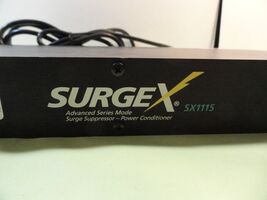 SURGEX® SX1115
Advanced Series Mode
Surge Suppressor – Power Conditioner